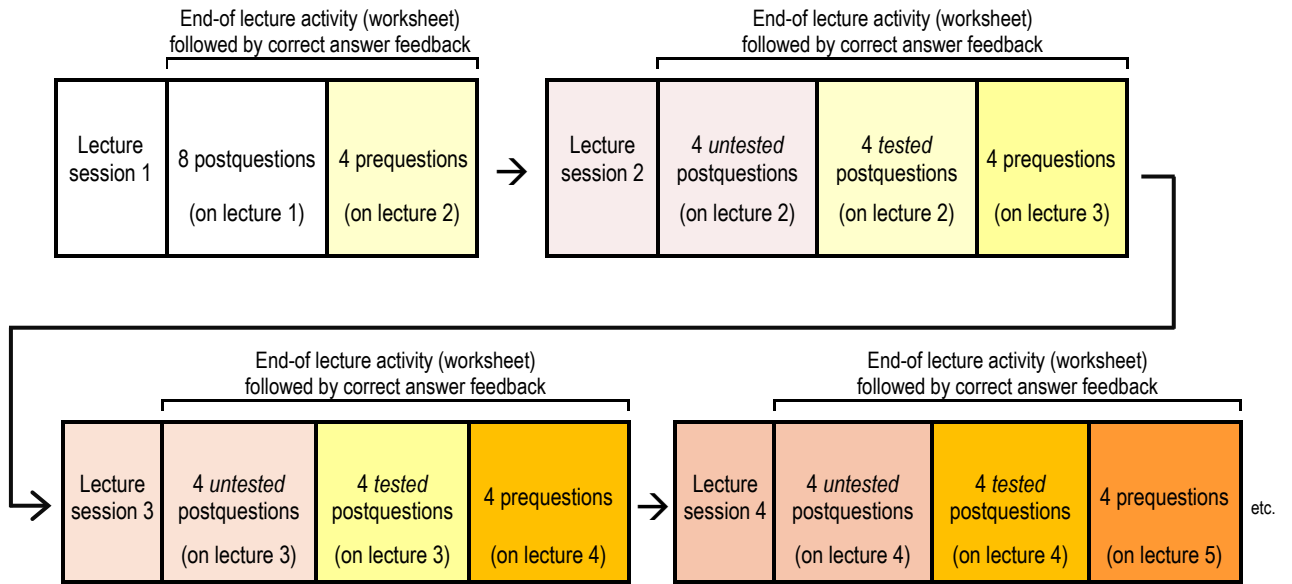 End-of lecture activity (worksheet)
followed by correct answer feedback
End-of lecture activity (worksheet)
followed by correct answer feedback
Lecture
session 1
8 postquestions
(on lecture 1)
4 prequestions
(on lecture 2)
Lecture
session 2
4 untested
postquestions
(on lecture 2)
4 tested
postquestions
(on lecture 2)
4 prequestions
(on lecture 3)
End-of lecture activity (worksheet)
followed by correct answer feedback
End-of lecture activity (worksheet)
followed by correct answer feedback
Lecture
session 3
4 untested
postquestions
(on lecture 3)
4 tested
postquestions
(on lecture 3)
4 prequestions
(on lecture 4)
Lecture
session 4
4 untested
postquestions
(on lecture 4)
4 tested
postquestions
(on lecture 4)
4 prequestions
(on lecture 5)
etc.